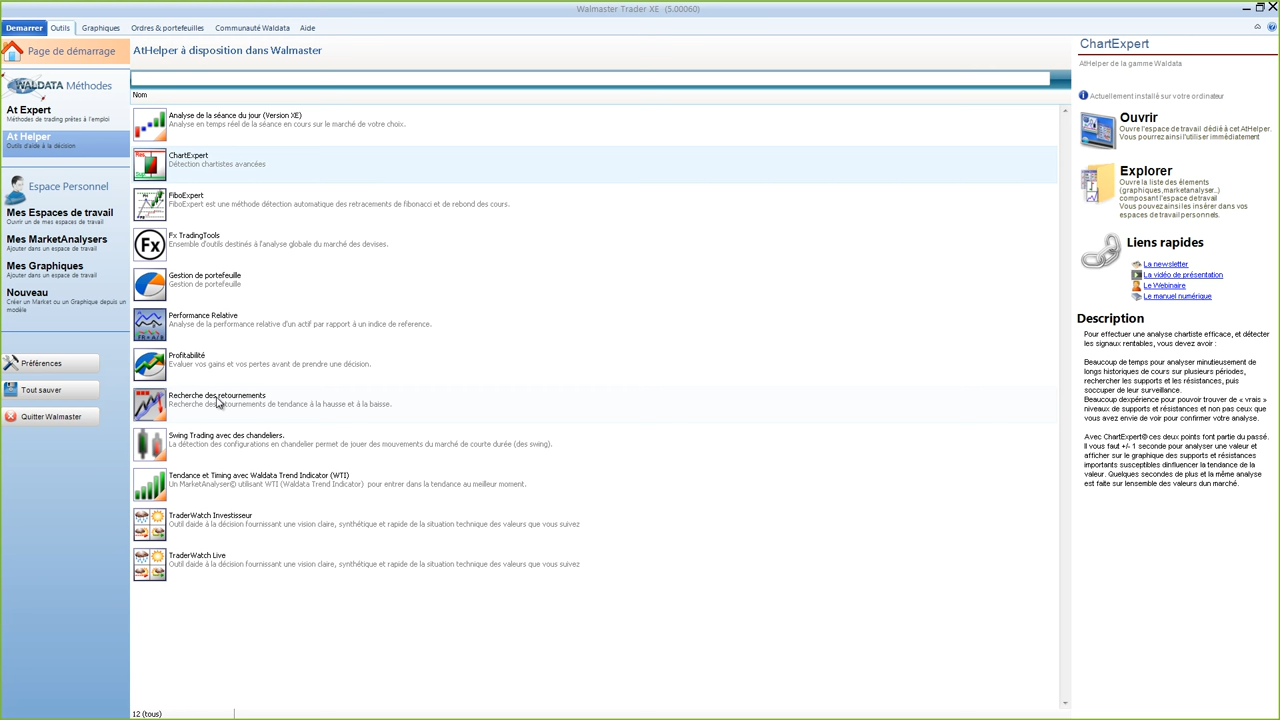 Walmaster Trader XE (5.00060)
Demarrer Outils Graphiques Ordres & portefeuilles Communauté Waldata Aide
Page de démarrage
AtHelper à disposition dans Walmaster
WALDATA Méthodes
At Expert
Méthodes de trading prêtes à l'emploi
At Helper
Outils d'aide à la décision
Espace Personnel
Mes Espaces de travail
Ouvrir un de mes espaces de travail
Mes MarketAnalysers
Ajouter dans un espace de travail
Mes Graphiques
Ajouter dans un espace de travail
Nouveau
Créer un Market ou un Graphique depuis un
modèle
Préférences
Tout sauver
Quitter Walmaster
Nom
Analyse de la séance du jour (Version XE)
Analyse en temps réel de la séance en cours sur le marché de votre choix.
ChartExpert
Détection chartistes avancées
FiboExpert
FiboExpert est une méthode détection automatique des retracements de fibonacci et de rebond des cours.
Fx
Fx TradingTools
Ensemble d'outils destinés à l'analyse globale du marché des devises.
Gestion de portefeuille
Gestion de portefeuille
Performance Relative
Analyse de la performance relative d'un actif par rapport à un indice de reference.
Profitabilité
Evaluer vos gains et vos pertes avant de prendre une décision.
Recherche des retournements
Recherche des retournements de tendance à la hausse et à la baisse.
Swing Trading avec des chandeliers.
La détection des configurations en chandelier permet de jouer des mouvements du marché de courte durée (des swing).
Tendance et Timing avec Waldata Trend Indicator (WTI)
Un MarketAnalyser© utilisant WTI (Waldata Trend Indicator) pour entrer dans la tendance au meilleur moment.
TraderWatch Investisseur
Outil daide à la décision fournissant une vision claire, synthétique et rapide de la situation technique des valeurs que vous suivez
TraderWatch Live
Outil daide à la décision fournissant une vision claire, synthétique et rapide de la situation technique des valeurs que vous suivez
12 (tous)
ChartExpert
AtHelper de la gamme Waldata
Actuellement installé sur votre ordinateur
Ouvrir
Ouvre l'espace de travail dédié à cet AtHelper.
Vous pourrez ainsi l'utiliser immédiatement
Explorer
Ouvre la liste des élements
(graphiques,marketanalyser...)
composant l'espace de travail
Vous pouvez ainsi les insérer dans vos
espaces de travail personnels.
Liens rapides
La newsletter
La vidéo de présentation
Le Webinaire
Le manuel numérique
Description
Pour effectuer une analyse chartiste efficace, et détecter
les signaux rentables, vous devez avoir :
Beaucoup de temps pour analyser minutieusement de
longs historiques de cours sur plusieurs périodes,
rechercher les supports et les résistances, puis
soccuper de leur surveillance.
Beaucoup dexpérience pour pouvoir trouver de « vrais »
niveaux de supports et résistances et non pas ceux que
vous avez envie de voir pour confirmer votre analyse.
Avec ChartExpert© ces deux points font partie du passé.
Il vous faut +/- 1 seconde pour analyser une valeur et
afficher sur le graphique des supports et résistances
importants susceptibles dinfluencer la tendance de la
valeur. Quelques secondes de plus et la même analyse
est faite sur lensemble des valeurs dun marché.